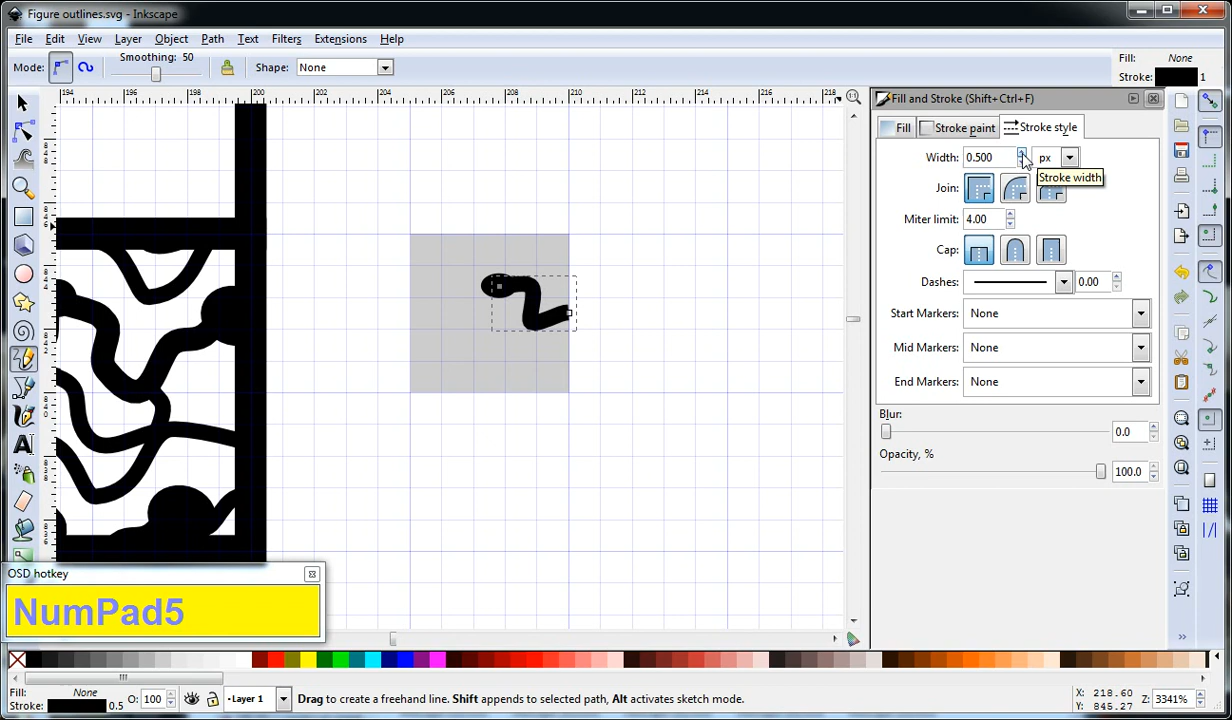 Figure outlines.svg - Inkscape
File Edit View Layer Object Path Text Filters Extensions Help
Mode: Smoothing: 50 Shape: None
Fill: None
Stroke: 1
194 196 198 200 202 204 206 208 210 212 214 216 218
Fill and Stroke (Shift+Ctrl+F)
Fill Stroke paint Stroke style
Width: 0.500 px
Stroke width
Join:
Miter limit: 4.00
Cap:
Dashes: 0.00
Start Markers: None
Mid Markers: None
End Markers: None
Blur:
0.0
Opacity, %
100.0
OSD hotkey
NumPad5
Fill: None
Stroke: 0.5 O: 100 Layer 1 Drag to create a freehand line. Shift appends to selected path, Alt activates sketch mode.
X: 218.60
Y: 845.27
Z: 3341%